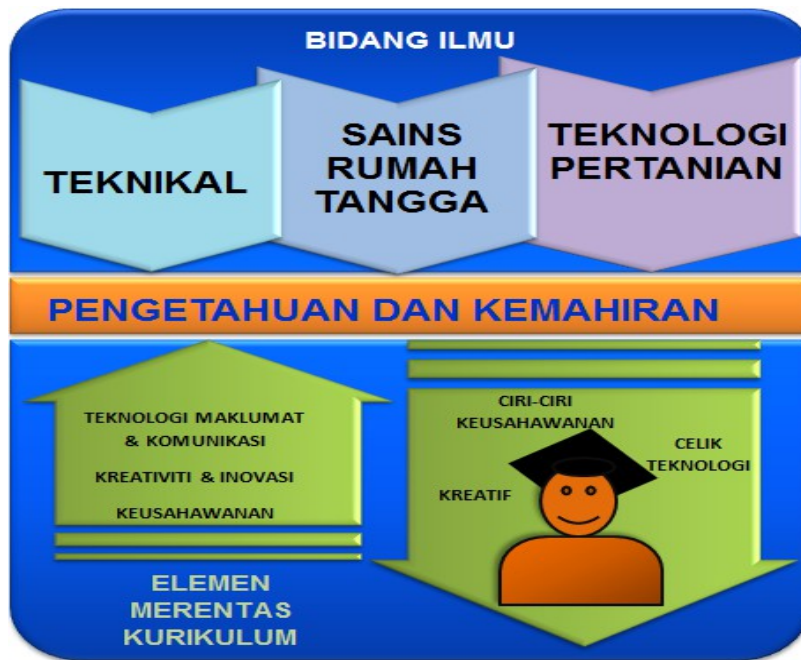 BIDANG ILMU
TEKNIKAL
SAINS
RUMAH
TANGGA
TEKNOLOGI
PERTANIAN
PENGETAHUAN DAN KEMAHIRAN
TEKNOLOGI MAKLUMAT
& KOMUNIKASI
KREATIVITI & INOVASI
KEUSAHAWANAN
ELEMEN
MERENTAS
KURIKULUM
CIRI-CIRI
KEUSAHAWANAN
CELIK
TEKNOLOGI
KREATIF